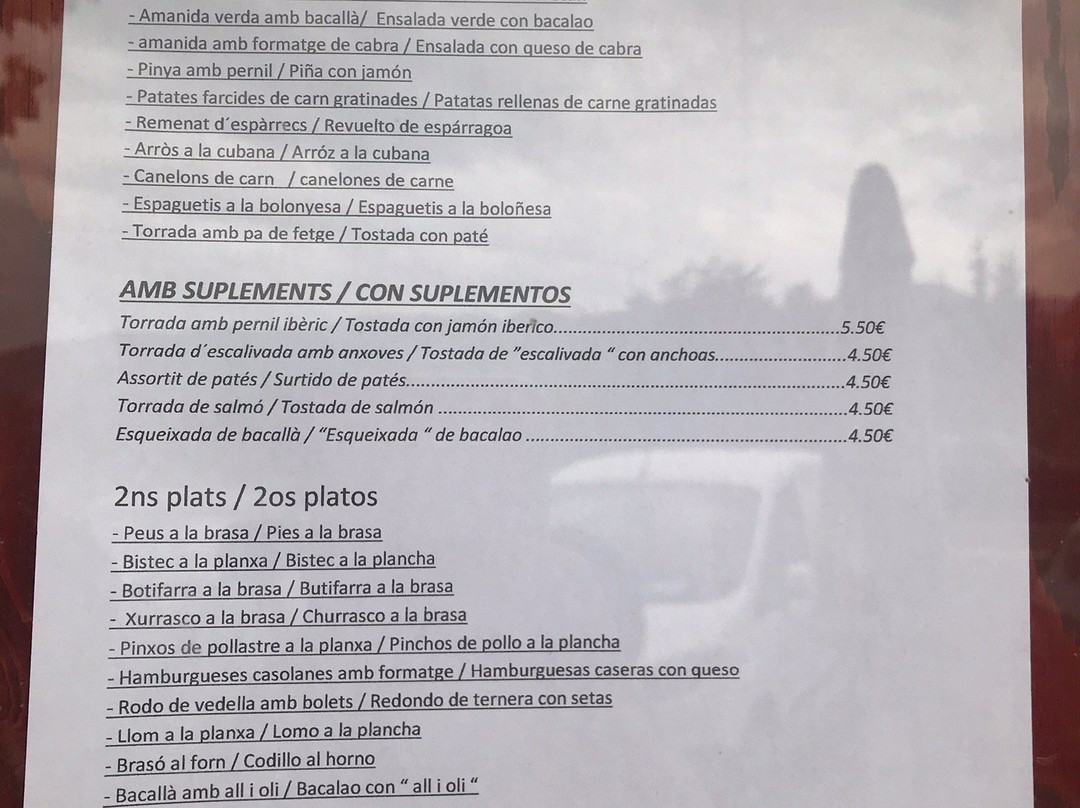 - Amanida verda amb bacallà/ Ensalada verde con bacalao
- amanida amb formatge de cabra / Ensalada con queso de cabra
- Pinya amb pernil / Piña con jamón
- Patates farcides de carn gratinades / Patatas rellenas de carne gratinadas
- Remenat d´espàrrecs / Revuelto de espárragoa
- Arròs a la cubana / Arróz a la cubana
- Canelons de carn / canelones de carne
- Espaguetis a la bolonyesa / Espaguetis a la boloñesa
- Torrada amb pa de fetge / Tostada con paté
AMB SUPLEMENTS / CON SUPLEMENTOS
Torrada amb pernil ibèric / Tostada con jamón iberico....................................................5.50€
Torrada d´escalivada amb anxoves / Tostada de ”escalivada “ con anchoas.......................4.50€
Assortit de patés / Surtido de patés................................................................................4.50€
Torrada de salmó / Tostada de salmón ..........................................................................4.50€
Esqueixada de bacallà / “Esqueixada “ de bacalao ..........................................................4.50€
2ns plats / 2os platos
- Peus a la brasa / Pies a la brasa
- Bistec a la planxa / Bistec a la plancha
- Botifarra a la brasa / Butifarra a la brasa
- Xurrasco a la brasa / Churrasco a la brasa
- Pinxos de pollastre a la planxa / Pinchos de pollo a la plancha
- Hamburgueses casolanes amb formatge / Hamburguesas caseras con queso
- Rodo de vedella amb bolets / Redondo de ternera con setas
- Llom a la planxa / Lomo a la plancha
- Brasó al forn / Codillo al horno
- Bacallà amb all i oli / Bacalao con “ all i oli “